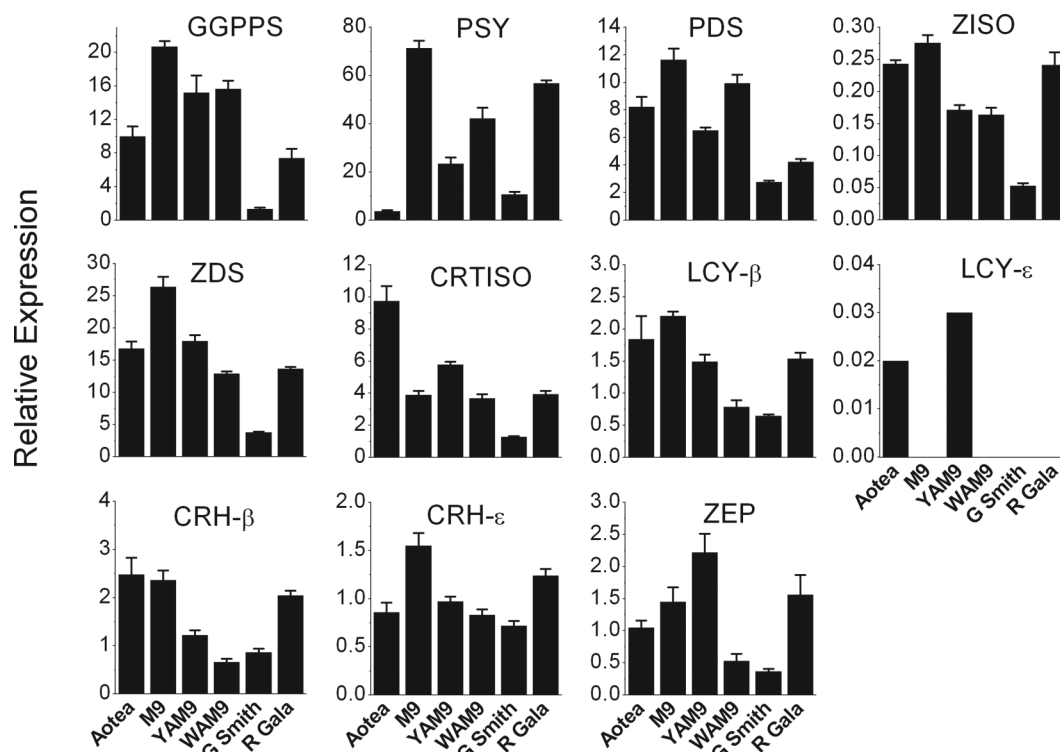 GGPPS
PSY
PDS
ZISO
20
16
12
8
4
0
80
60
40
20
0
14
12
10
8
6
4
2
0
0.30
0.25
0.20
0.15
0.10
0.05
0.00
Relative Expression
ZDS
CRTISO
LCY-β
LCY-ε
30
25
20
15
10
5
0
12
10
8
6
4
2
0
3.0
2.5
2.0
1.5
1.0
0.5
0.0
0.04
0.03
0.02
0.01
0.00
Aotea
M9
YAM9
WAM9
G Smith
R Gala
CRH-β
CRH-ε
ZEP
4
3
2
1
0
2.0
1.5
1.0
0.5
0.0
3.0
2.5
2.0
1.5
1.0
0.5
0.0
Aotea
M9
YAM9
WAM9
G Smith
R Gala
Aotea
M9
YAM9
WAM9
G Smith
R Gala
Aotea
M9
YAM9
WAM9
G Smith
R Gala